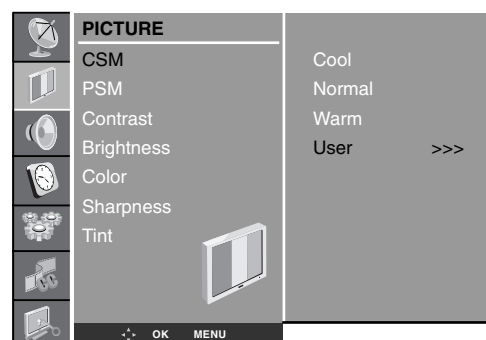 PICTURE
CSM
PSM
Contrast
Brightness
Color
Sharpness
Tint
Cool
Normal
Warm
User >>>
OK MENU